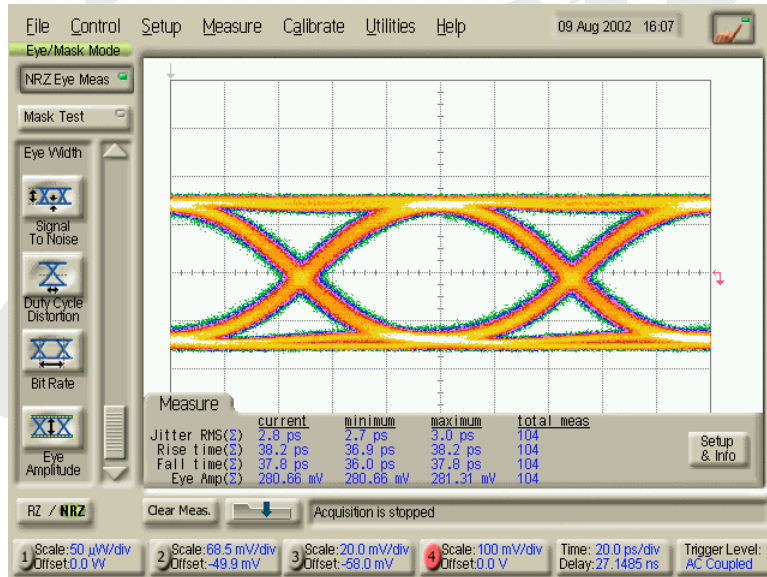 File Control Setup Measure Calibrate Utilities Help 09 Aug 2002 16:07
Eye/Mask Mode
NRZ Eye Meas
Mask Test
Eye Width
Signal
To Noise
Duty Cycle
Distortion
Bit Rate
Eye
Amplitude
RZ / NRZ
Measure
current minimum maximum total meas
Jitter RMS(Σ) 2.8 ps 2.7 ps 3.0 ps 104
Rise time(Σ) 38.2 ps 36.9 ps 38.2 ps 104
Fall time(Σ) 37.8 ps 36.0 ps 37.8 ps 104
Eye Amp(Σ) 280.66 mV 280.66 mV 281.31 mV 104
Setup
& Info
Clear Meas. Acquisition is stopped
1 Scale:50 µW/div
Offset:0.0 W
2 Scale:68.5 mV/div
Offset:-49.9 mV
3 Scale:20.0 mV/div
Offset:-58.0 mV
4 Scale:100 mV/div
Offset:0.0 V
Time: 20.0 ps/div
Delay:27.1485 ns
Trigger Level:
AC Coupled